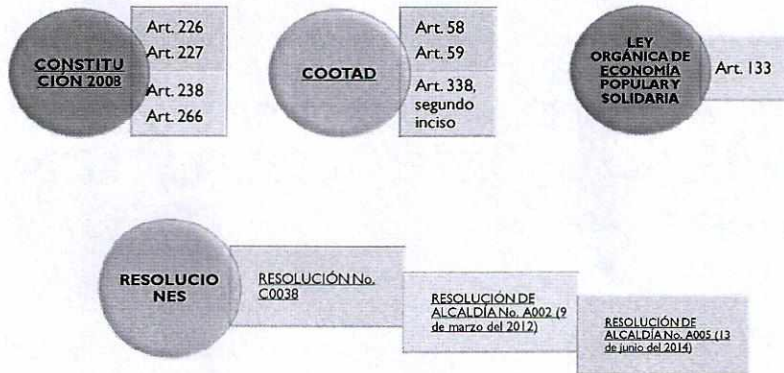 CONSTITU
CIÓN 2008
Art. 226
Art. 227
Art. 238
Art. 266
COOTAD
Art. 58
Art. 59
Art. 338,
segundo
inciso
LEY
ORGÁNICA DE
ECONOMÍA
POPULAR Y
SOLIDARIA
Art. 133
RESOLUCIO
NES
RESOLUCIÓN No.
C0038
RESOLUCIÓN DE
ALCALDÍA No. A002 (9
de marzo del 2012)
RESOLUCIÓN DE
ALCALDÍA No. A005 (13
de junio del 2014)